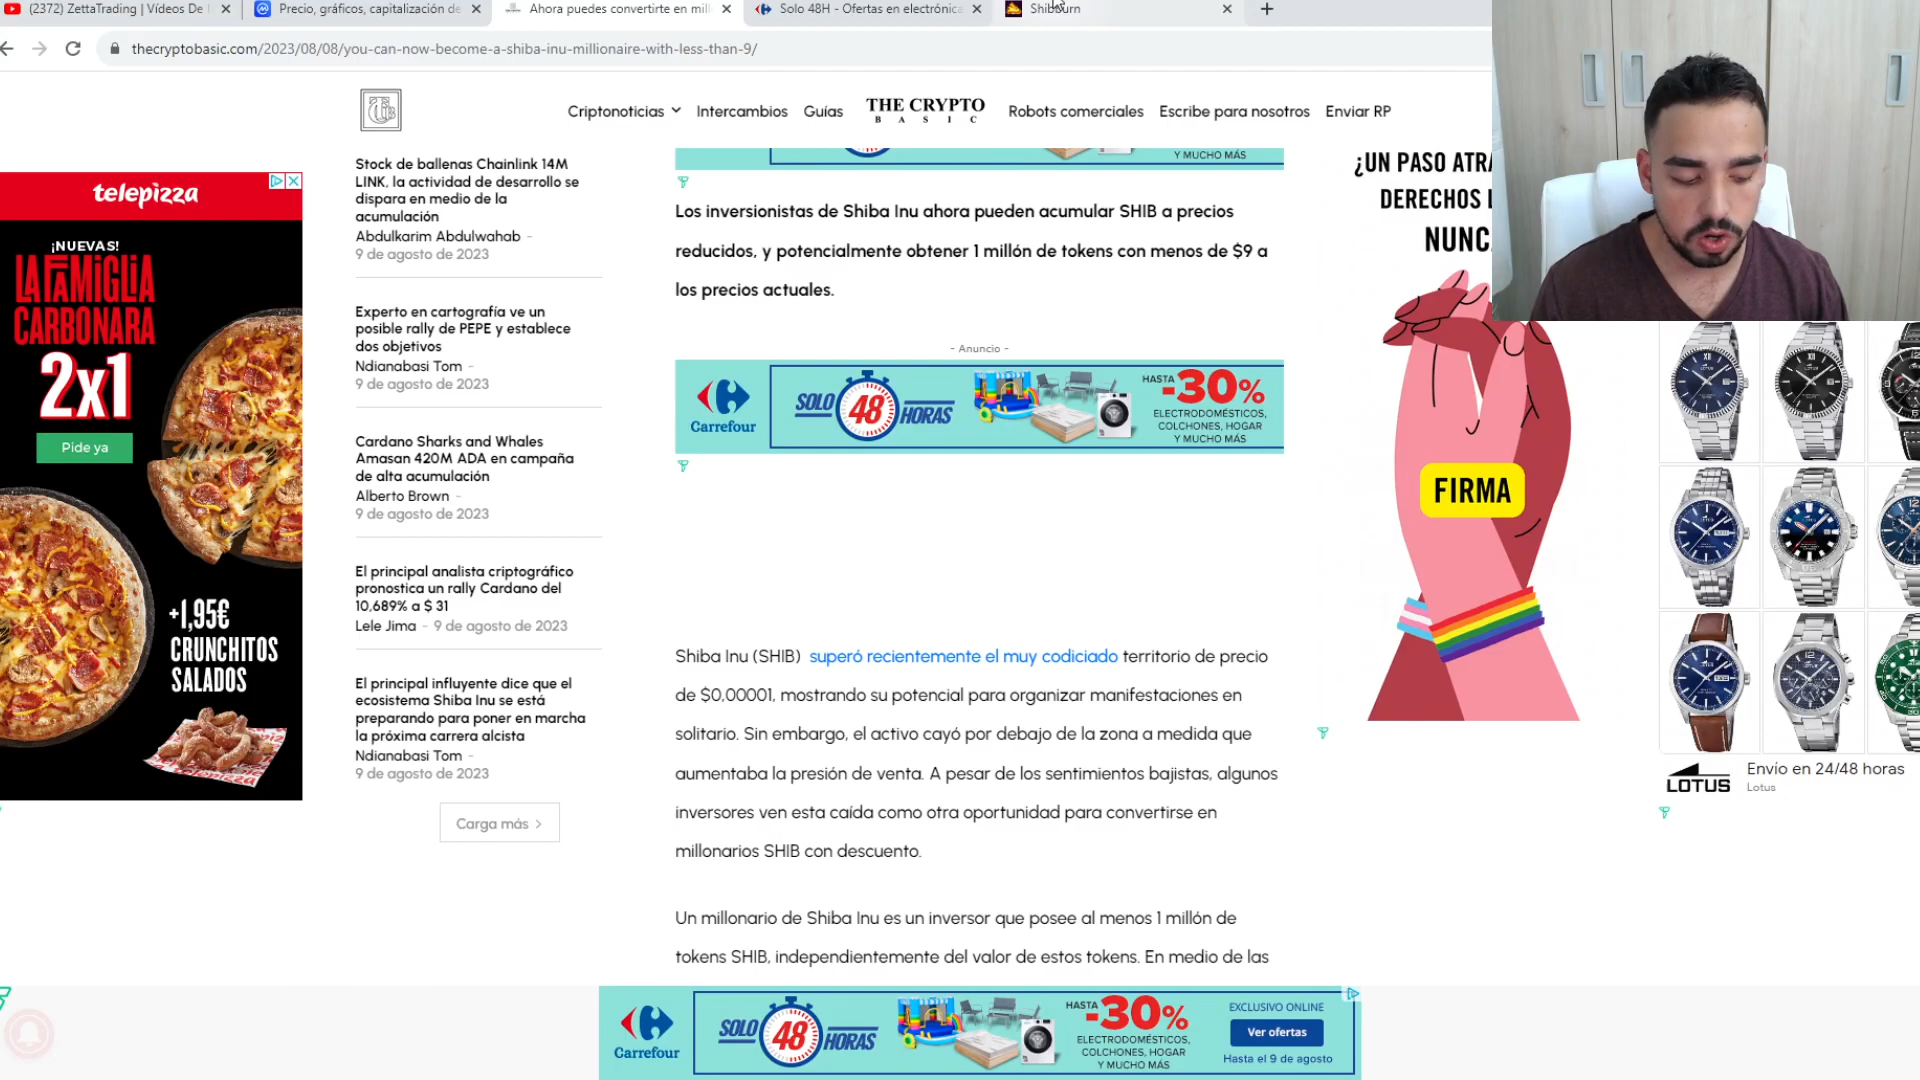 (2372) ZettaTrading | Vídeos De
Precio, gráficos, capitalización de
Ahora puedes convertirte en mill
Solo 48H - Ofertas en electrónica
Shibburn
thecryptobasic.com/2023/08/08/you-can-now-become-a-shiba-inu-millionaire-with-less-than-9/
Criptonoticias
Intercambios
Guías
THE CRYPTO
BASIC
Robots comerciales
Escribe para nosotros
Enviar RP
telepizza
¡NUEVAS!
LA FAMIGLIA
CARBONARA
2x1
Pide ya
+1,95€
CRUNCHITOS
SALADOS
Stock de ballenas Chainlink 14M
LINK, la actividad de desarrollo se
dispara en medio de la
acumulación
Abdulkarim Abdulwahab -
9 de agosto de 2023
Experto en cartografía ve un
posible rally de PEPE y establece
dos objetivos
Ndianabasi Tom -
9 de agosto de 2023
Cardano Sharks and Whales
Amasan 420M ADA en campaña
de alta acumulación
Alberto Brown -
9 de agosto de 2023
El principal analista criptográfico
pronostica un rally Cardano del
10,689% a $ 31
Lele Jima - 9 de agosto de 2023
El principal influyente dice que el
ecosistema Shiba Inu se está
preparando para poner en marcha
la próxima carrera alcista
Ndianabasi Tom -
9 de agosto de 2023
Carga más
Y MUCHO MÁS
Los inversionistas de Shiba Inu ahora pueden acumular SHIB a precios
reducidos, y potencialmente obtener 1 millón de tokens con menos de $9 a
los precios actuales.
- Anuncio -
Carrefour
SOLO 48 HORAS
HASTA -30%
ELECTRODOMÉSTICOS,
COLCHONES, HOGAR
Y MUCHO MÁS
Shiba Inu (SHIB) superó recientemente el muy codiciado territorio de precio
de $0,00001, mostrando su potencial para organizar manifestaciones en
solitario. Sin embargo, el activo cayó por debajo de la zona a medida que
aumentaba la presión de venta. A pesar de los sentimientos bajistas, algunos
inversores ven esta caída como otra oportunidad para convertirse en
millonarios SHIB con descuento.
Un millonario de Shiba Inu es un inversor que posee al menos 1 millón de
tokens SHIB, independientemente del valor de estos tokens. En medio de las
¿UN PASO ATRÁ
DERECHOS
NUNC
FIRMA
LOTUS
Envío en 24/48 horas
Lotus
Carrefour
SOLO 48 HORAS
HASTA -30%
ELECTRODOMÉSTICOS,
COLCHONES, HOGAR
Y MUCHO MÁS
EXCLUSIVO ONLINE
Ver ofertas
Hasta el 9 de agosto